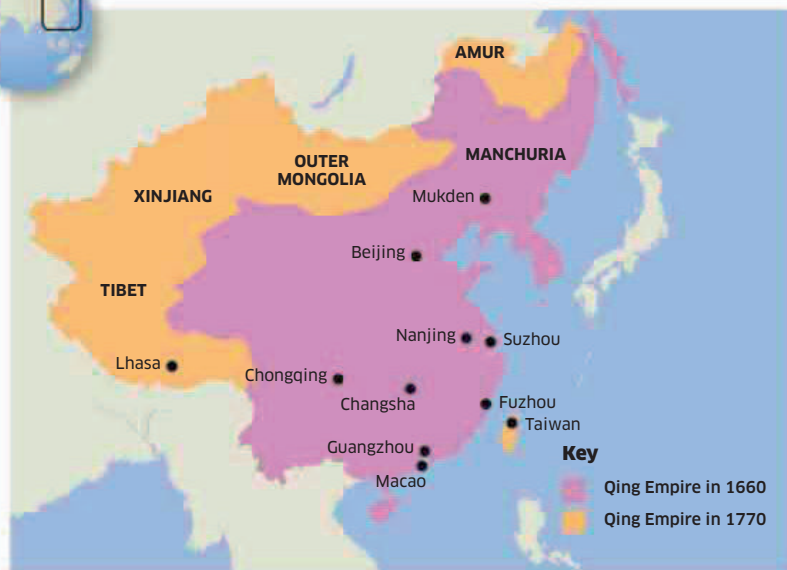 AMUR
OUTER
MONGOLIA
MANCHURIA
XINJIANG
Mukden
Beijing
TIBET
Nanjing
Suzhou
Lhasa
Chongqing
Changsha
Fuzhou
Taiwan
Guangzhou
Macao
Key
Qing Empire in 1660
Qing Empire in 1770